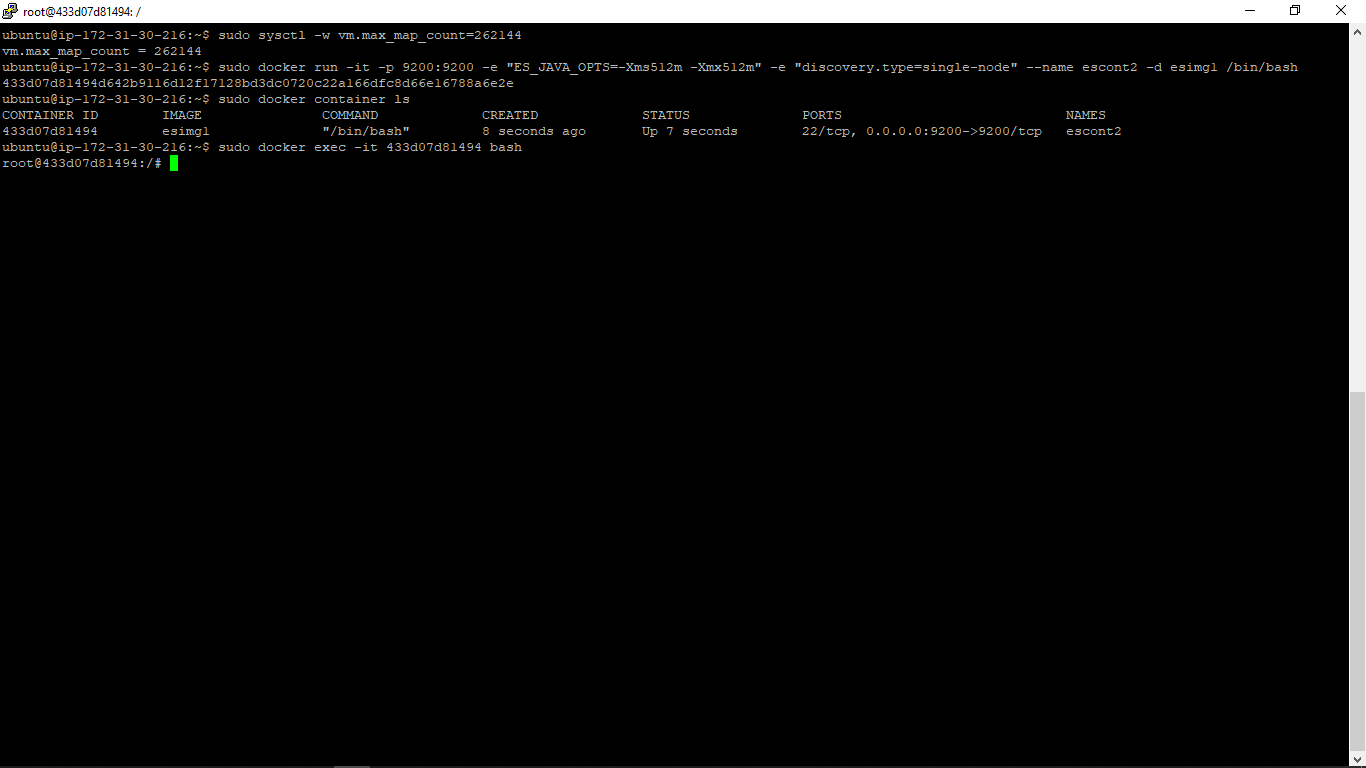 root@433d07d81494: /
ubuntu@ip-172-31-30-216:~$ sudo sysctl -w vm.max_map_count=262144
vm.max_map_count = 262144
ubuntu@ip-172-31-30-216:~$ sudo docker run -it -p 9200:9200 -e "ES_JAVA_OPTS=-Xms512m -Xmx512m" -e "discovery.type=single-node" --name escont2 -d esimg1 /bin/bash
433d07d81494d642b9116d12f17128bd3dc0720c22a166dfc8d66e16788a6e2e
ubuntu@ip-172-31-30-216:~$ sudo docker container ls
CONTAINER ID        IMAGE               COMMAND             CREATED             STATUS              PORTS                            NAMES
433d07d81494        esimg1              "/bin/bash"         8 seconds ago       Up 7 seconds        22/tcp, 0.0.0.0:9200->9200/tcp   escont2
ubuntu@ip-172-31-30-216:~$ sudo docker exec -it 433d07d81494 bash
root@433d07d81494:/#